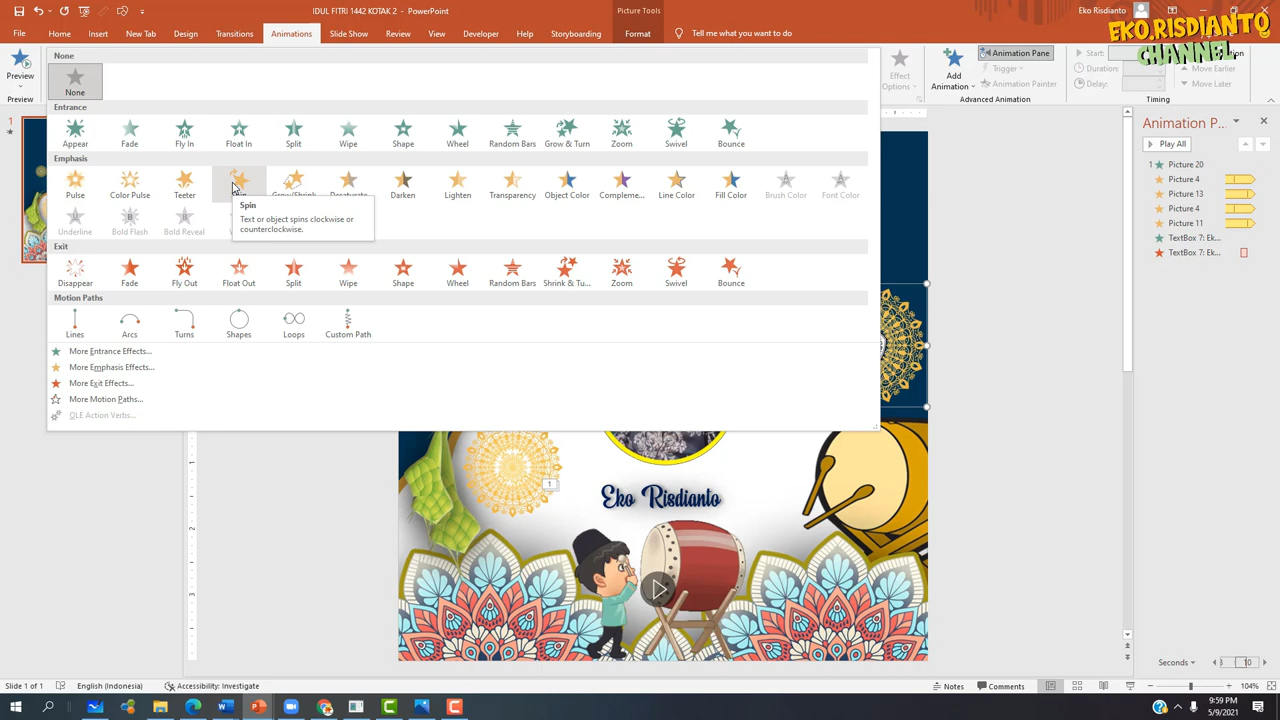 IDUL FITRI 1442 KOTAK 2 - PowerPoint
Picture Tools
Eko Risdianto
EKO.RISDIANTO
CHANNEL
File Home Insert New Tab Design Transitions Animations Slide Show Review View Developer Help Storyboarding Format Tell me what you want to do
Preview
Preview
None
None
Entrance
Appear Fade Fly In Float In Split Wipe Shape Wheel Random Bars Grow & Turn Zoom Swivel Bounce
Emphasis
Pulse Color Pulse Teeter Grow/Shrink Desaturate Darken Lighten Transparency Object Color Compleme... Line Color Fill Color Brush Color Font Color
Underline Bold Flash Bold Reveal
Spin
Text or object spins clockwise or
counterclockwise.
Exit
Disappear Fade Fly Out Float Out Split Wipe Shape Wheel Random Bars Shrink & Tu... Zoom Swivel Bounce
Motion Paths
Lines Arcs Turns Shapes Loops Custom Path
More Entrance Effects...
More Emphasis Effects...
More Exit Effects...
More Motion Paths...
OLE Action Verbs...
Effect
Options
Add
Animation
Animation Pane
Trigger
Animation Painter
Advanced Animation
Start:
Duration:
Delay:
Move Earlier
Move Later
Timing
Animation P...
Play All
1 Picture 20
Picture 4
Picture 13
Picture 4
Picture 11
TextBox 7: Ek...
TextBox 7: Ek...
Seconds 8 10
1
1
Eko Risdianto
Slide 1 of 1 English (Indonesia) Accessibility: Investigate Notes Comments 104%
9:59 PM
5/9/2021